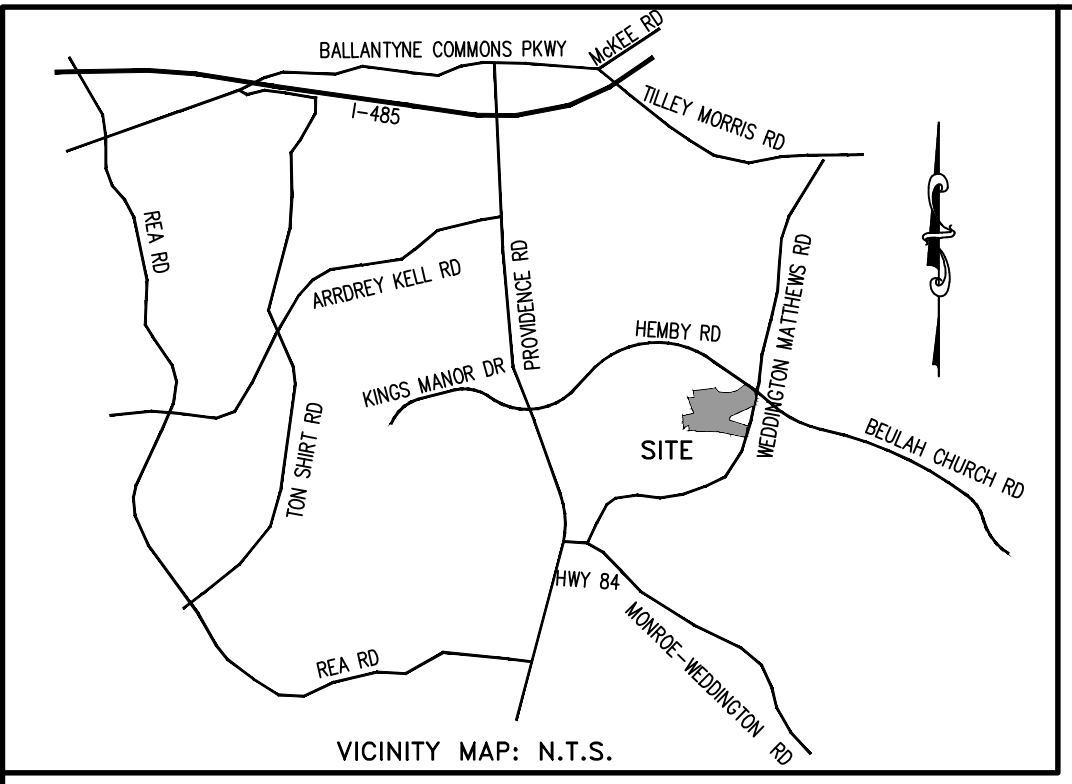 BALLANTYNE COMMONS PKWY
McKEE RD
I-485
TILLEY MORRIS RD
REA RD
ARRDREY KELL RD
PROVIDENCE RD
WEDDINGTON MATTHEWS RD
HEMBY RD
KINGS MANOR DR
TON SHIRT RD
SITE
BEULAH CHURCH RD
HWY 84
MONROE-WEDDINGTON RD
REA RD
VICINITY MAP: N.T.S.